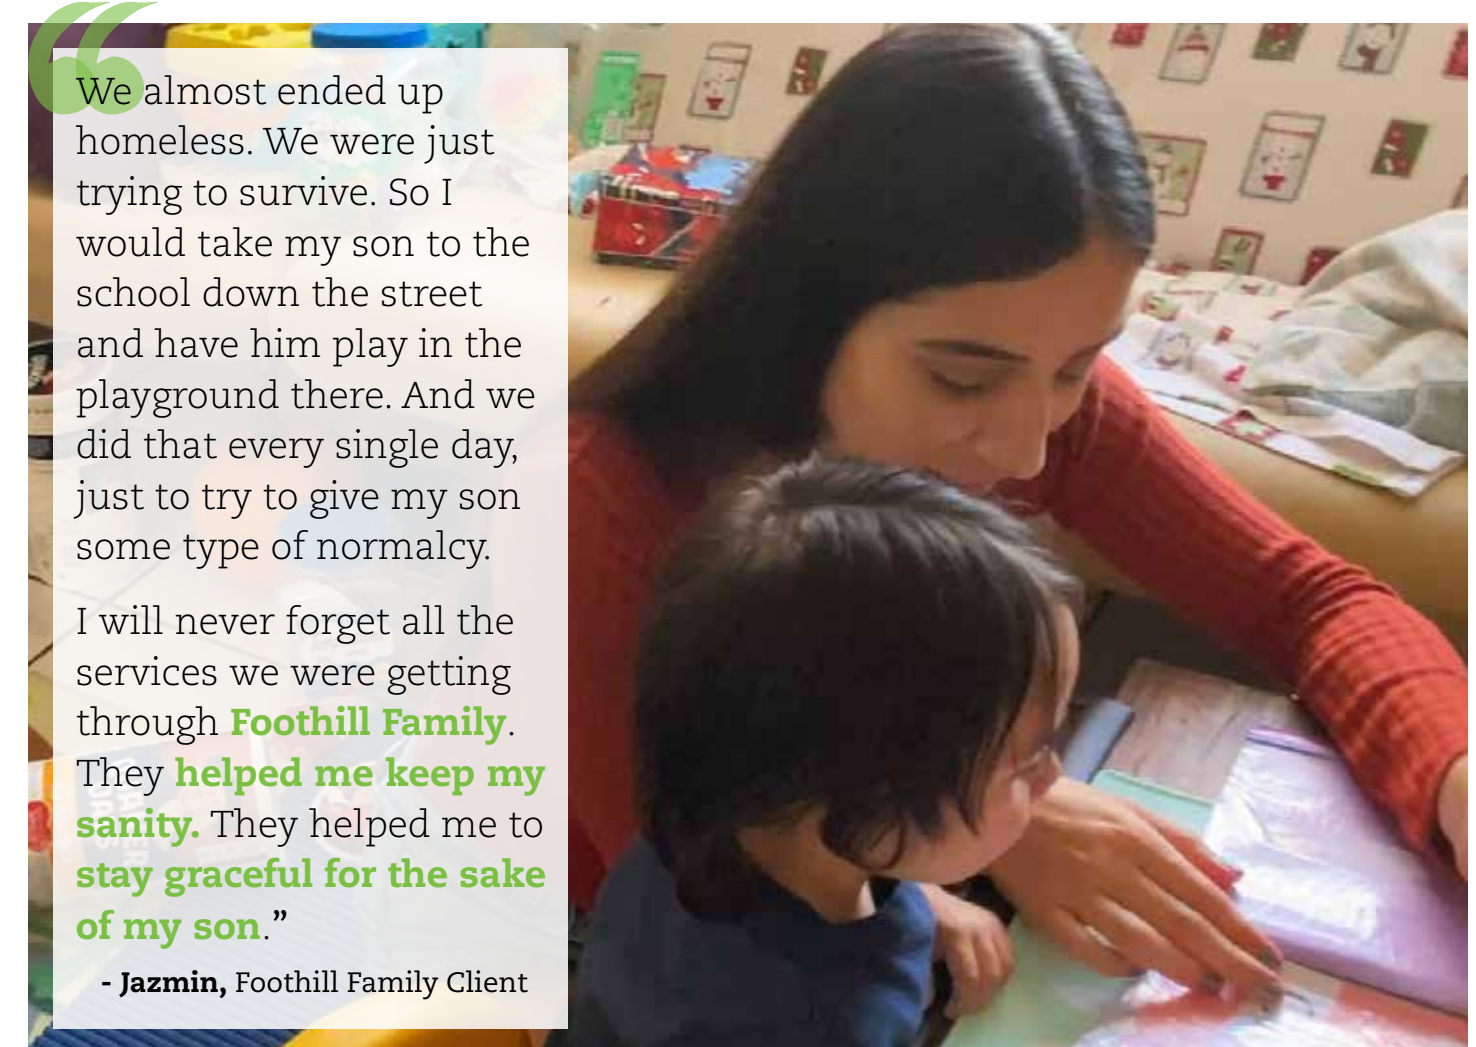 “
We almost ended up
homeless. We were just
trying to survive. So I
would take my son to the
school down the street
and have him play in the
playground there. And we
did that every single day,
just to try to give my son
some type of normalcy.
I will never forget all the
services we were getting
through Foothill Family.
They helped me keep my
sanity. They helped me to
stay graceful for the sake
of my son.”
- Jazmin, Foothill Family Client